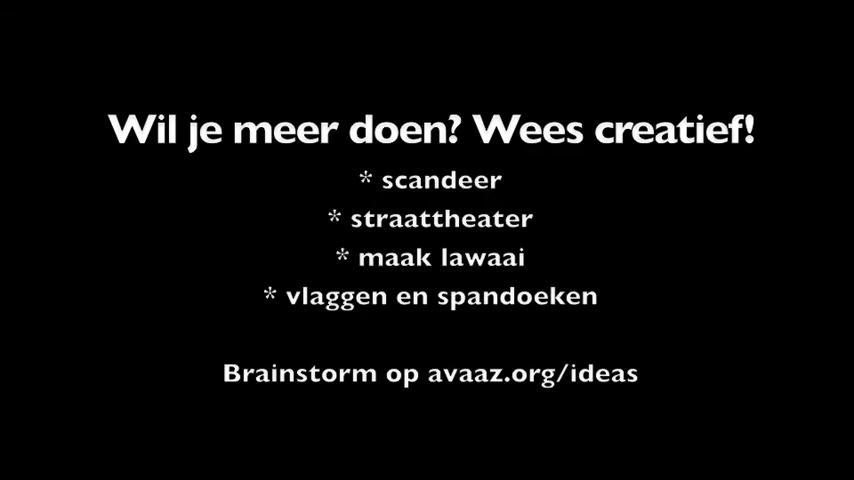 Wil je meer doen? Wees creatief!
* scandeer
* straattheater
* maak lawaai
* vlaggen en spandoeken
Brainstorm op avaaz.org/ideas